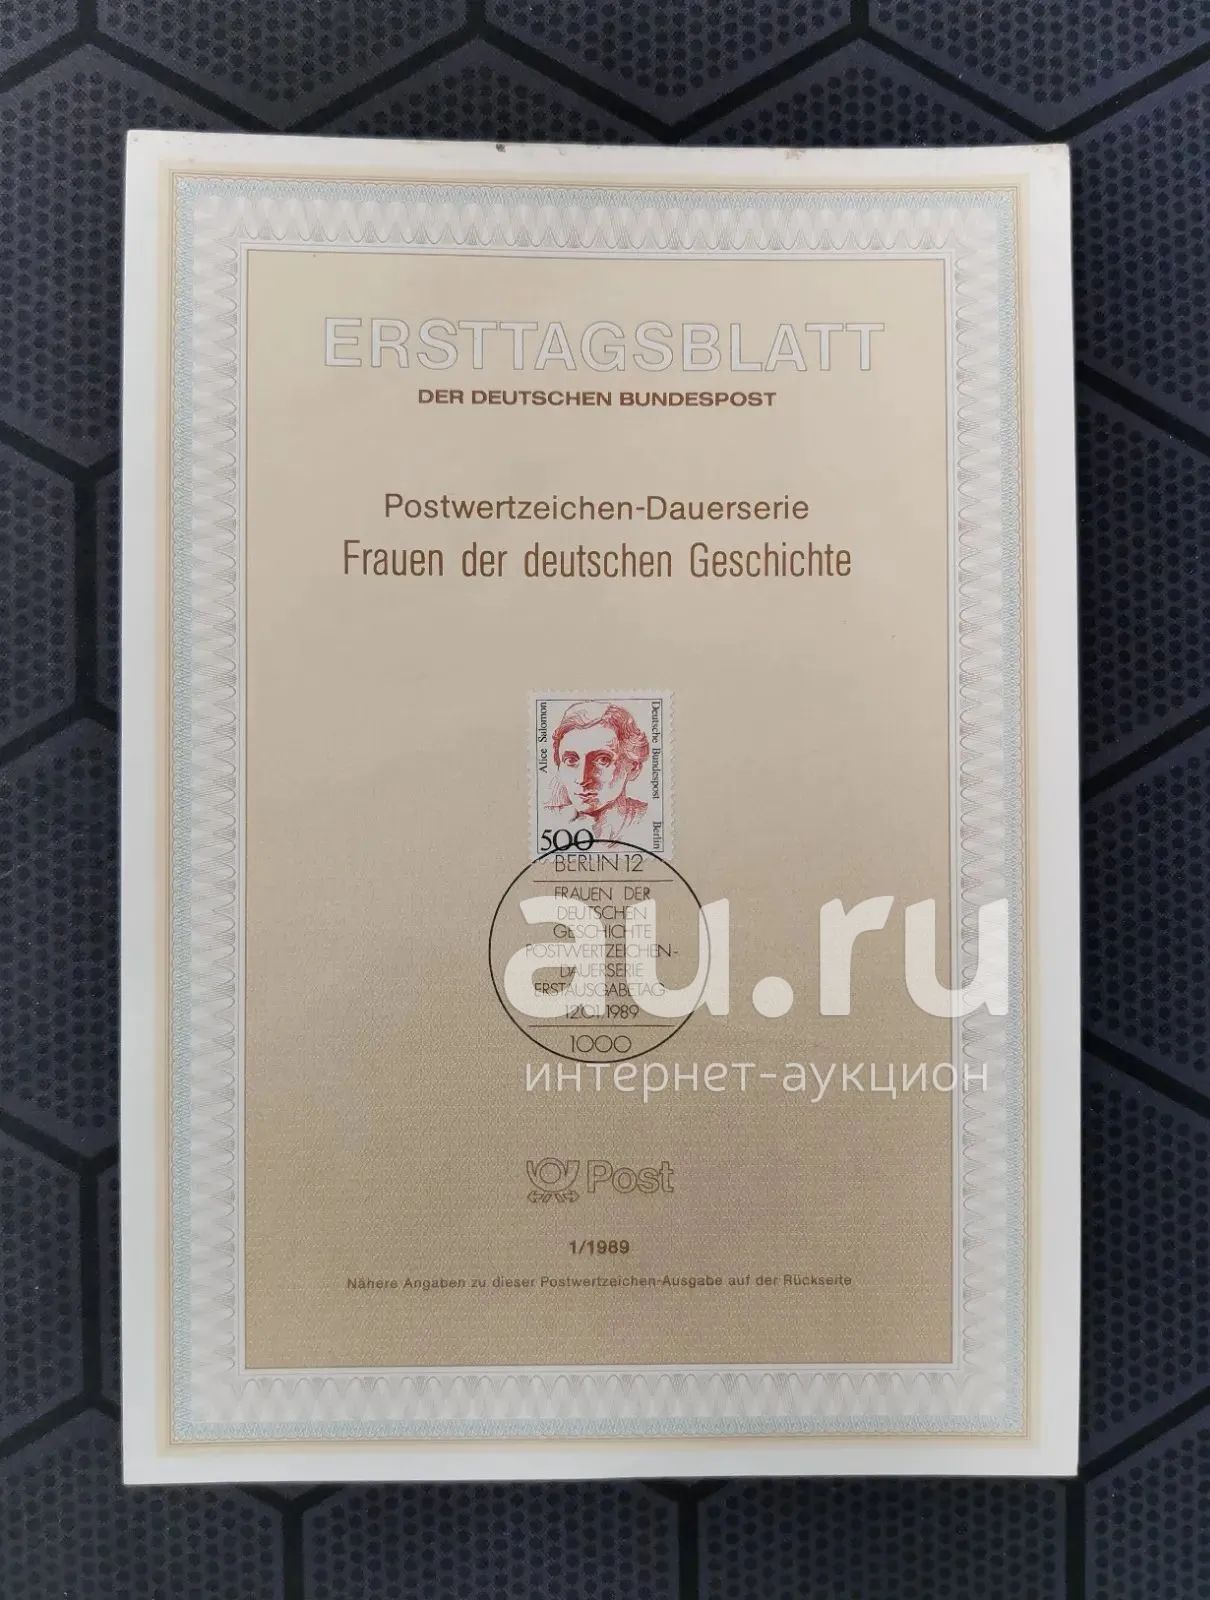 ERSTTAGSBLATT
DER DEUTSCHEN BUNDESPOST
Postwertzeichen-Dauerserie
Frauen der deutschen Geschichte
Alice Salomon
Deutsche Bundespost Berlin
500
BERLIN 12
FRAUEN DER
DEUTSCHEN
GESCHICHTE
POSTWERTZEICHEN-
DAUERSERIE
ERSTAUSGABETAG
12.01.1989
1000
au.ru
интернет-аукцион
Post
1/1989
Nähere Angaben zu dieser Postwertzeichen-Ausgabe auf der Rückseite